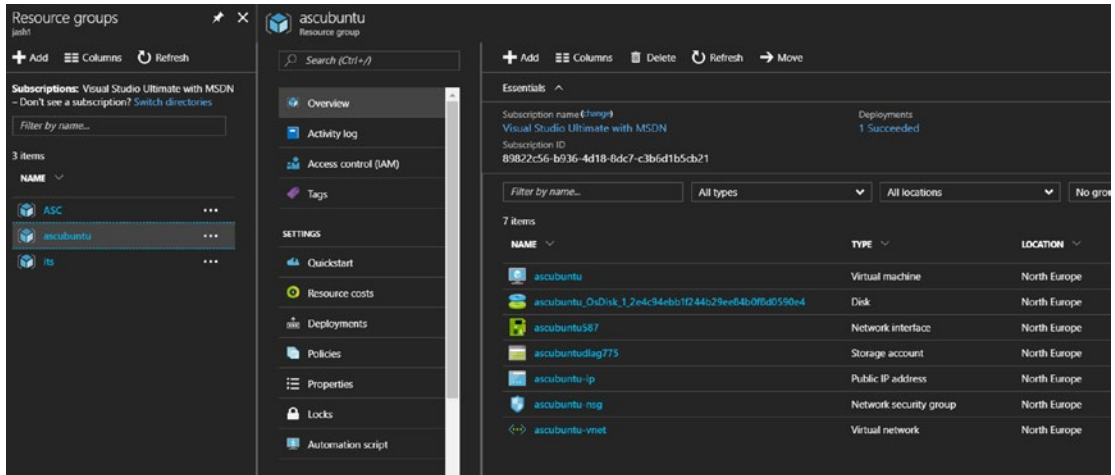 Resource groups
jash1
Add Columns Refresh
Subscriptions: Visual Studio Ultimate with MSDN
– Don't see a subscription? Switch directories
Filter by name...
3 items
NAME
ASC
ascubuntu
its
ascubuntu
Resource group
Search (Ctrl+/)
Overview
Activity log
Access control (IAM)
Tags
SETTINGS
Quickstart
Resource costs
Deployments
Policies
Properties
Locks
Automation script
Add Columns Delete Refresh Move
Essentials
Subscription name (change) Deployments
Visual Studio Ultimate with MSDN 1 Succeeded
Subscription ID
89822c56-b936-4d18-8dc7-c3b6d1b5cb21
Filter by name... All types All locations No gro
7 items
NAME TYPE LOCATION
ascubuntu Virtual machine North Europe
ascubuntu_OsDisk_1_2e4c94ebb1f244b29ee64b0f8d0590e4 Disk North Europe
ascubuntu587 Network interface North Europe
ascubuntudiag775 Storage account North Europe
ascubuntu-ip Public IP address North Europe
ascubuntu-nsg Network security group North Europe
ascubuntu-vnet Virtual network North Europe